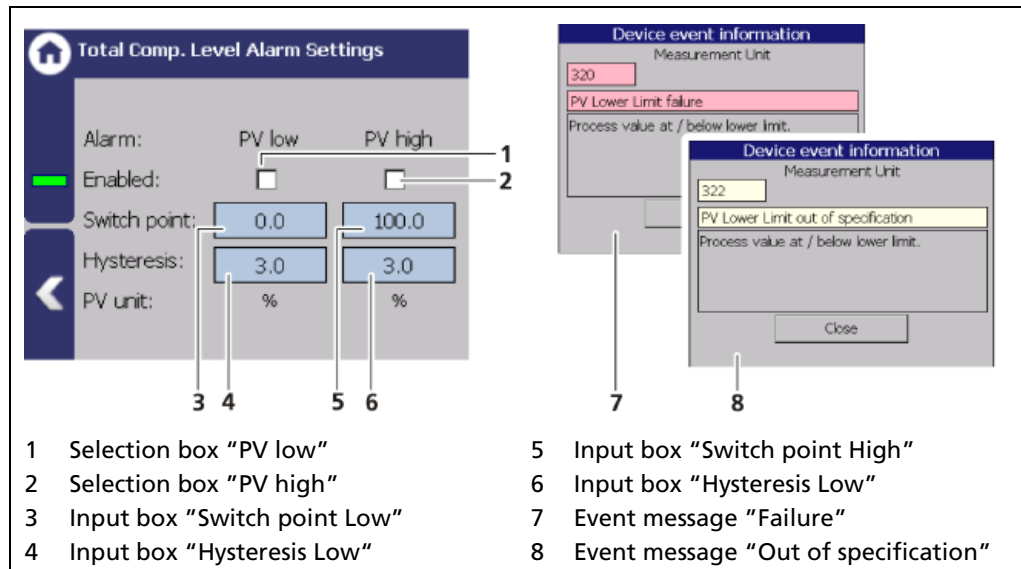 Total Comp. Level Alarm Settings
Alarm: PV low PV high
Enabled:
Switch point: 0.0 100.0
Hysteresis: 3.0 3.0
PV unit: % %
1
2
3 4 5 6
Device event information
Measurement Unit
320
PV Lower Limit failure
Process value at / below lower limit.
Device event information
Measurement Unit
322
PV Lower Limit out of specification
Process value at / below lower limit.
Close
7 8
1 Selection box "PV low"
2 Selection box "PV high"
3 Input box "Switch point Low"
4 Input box "Hysteresis Low"
5 Input box "Switch point High"
6 Input box "Hysteresis Low"
7 Event message "Failure"
8 Event message "Out of specification"